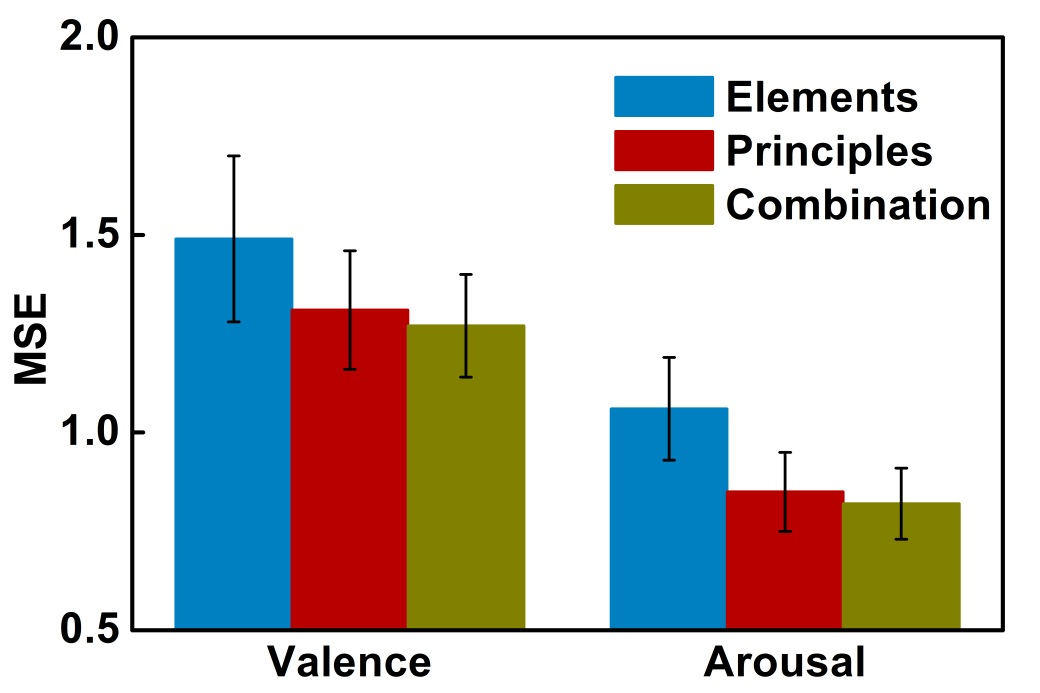 2.0
1.5
1.0
0.5
MSE
Elements
Principles
Combination
Valence
Arousal